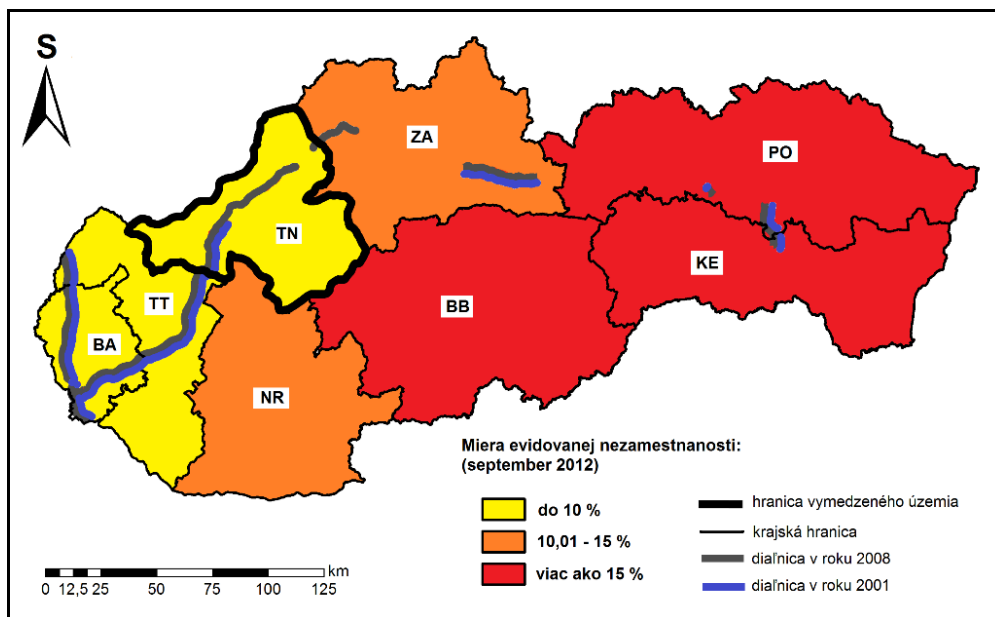 S
ZA
PO
TN
KE
TT
BB
BA
NR
Miera evidovanej nezamestnanosti:
(september 2012)
do 10 %
10,01 - 15 %
viac ako 15 %
hranica vymedzeného územia
krajská hranica
diaľnica v roku 2008
diaľnica v roku 2001
km
0 12,5 25 50 75 100 125